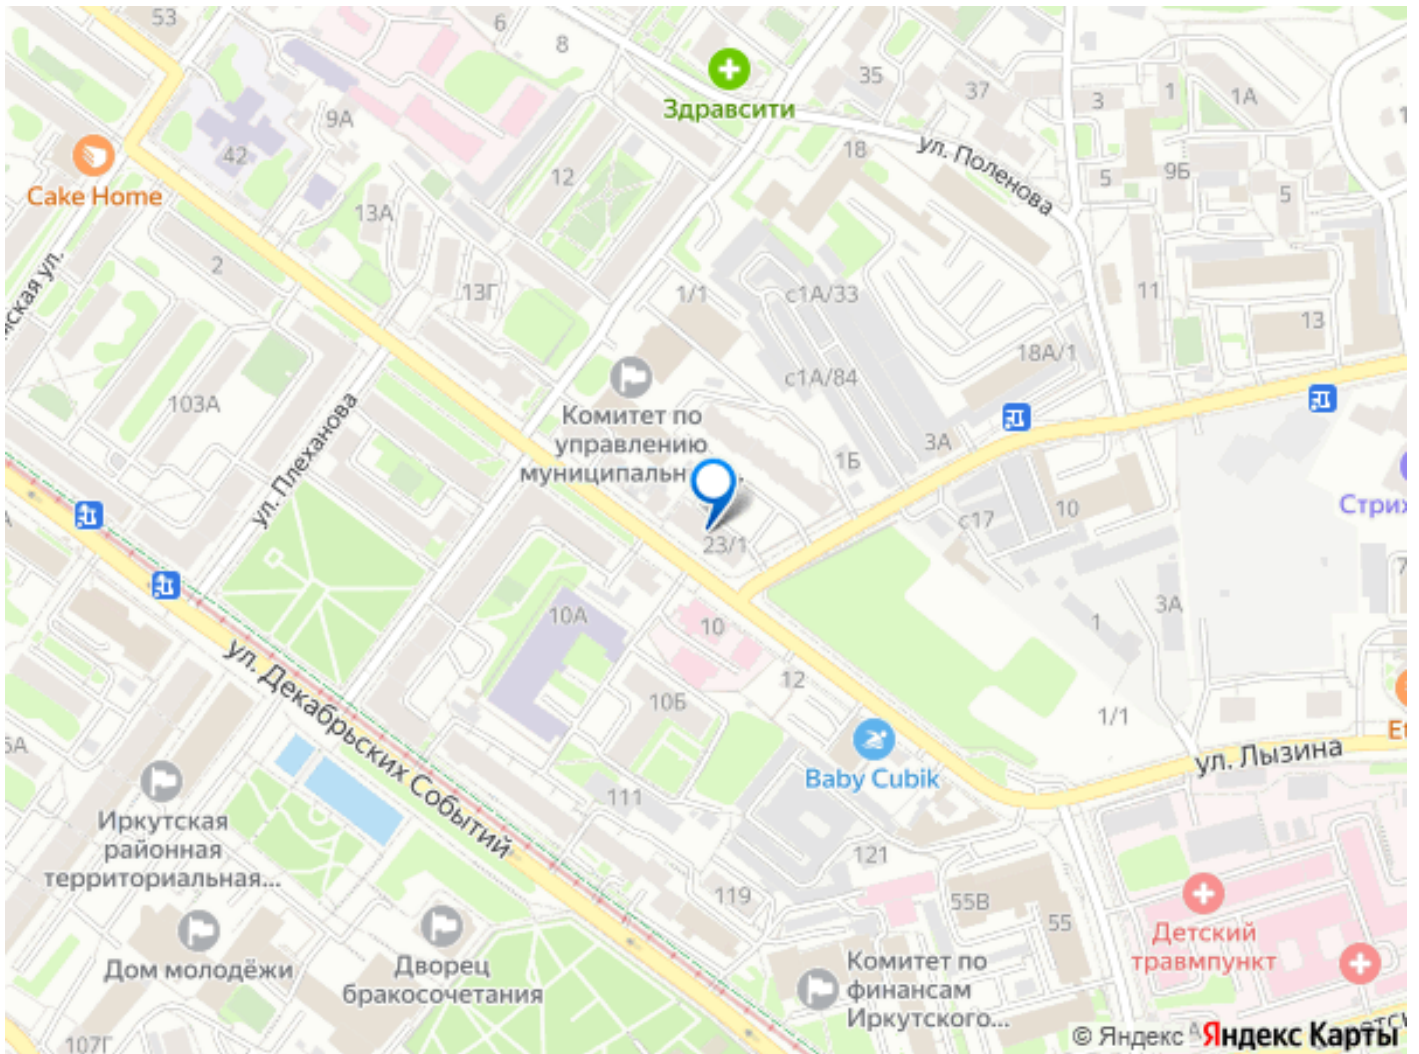 53
6
8
Здравсити
35
37
3
1
1А
9А
42
Cake Home
12
18
ул. Поленова
5
9Б
5
13А
2
13Г
1/1
с1А/33
11
13
18А/1
с1А/84
103А
ул. Плеханова
Комитет по
управлению
муниципальн
1Б
3А
с17
10
23/1
10А
10
3А
1
12
10Б
1/1
ул. Декабрьских Событий
Baby Cubik
ул. Лызина
111
Иркутская
районная
территориальная...
121
119
55В
55
Детский
травмпункт
Дом молодёжи
Дворец
бракосочетания
Комитет по
финансам
Иркутского...
107Г
© Яндекс Яндекс Карты